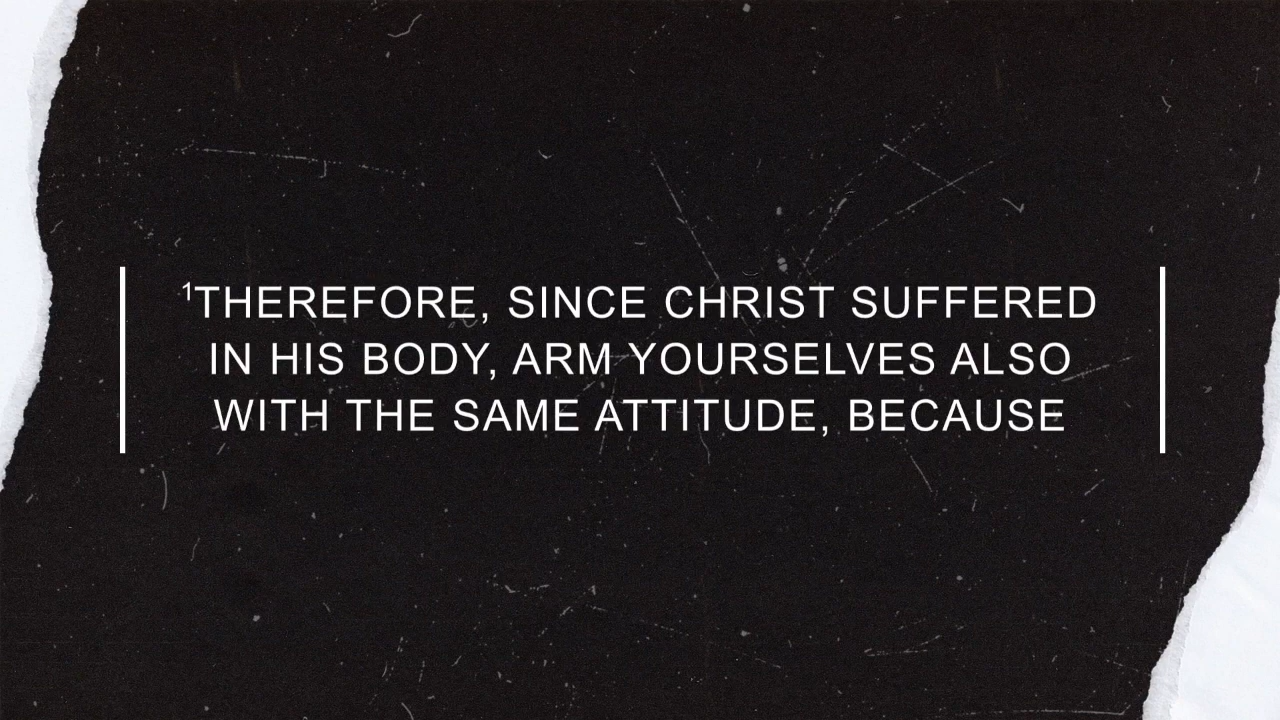 ¹THEREFORE, SINCE CHRIST SUFFERED
IN HIS BODY, ARM YOURSELVES ALSO
WITH THE SAME ATTITUDE, BECAUSE